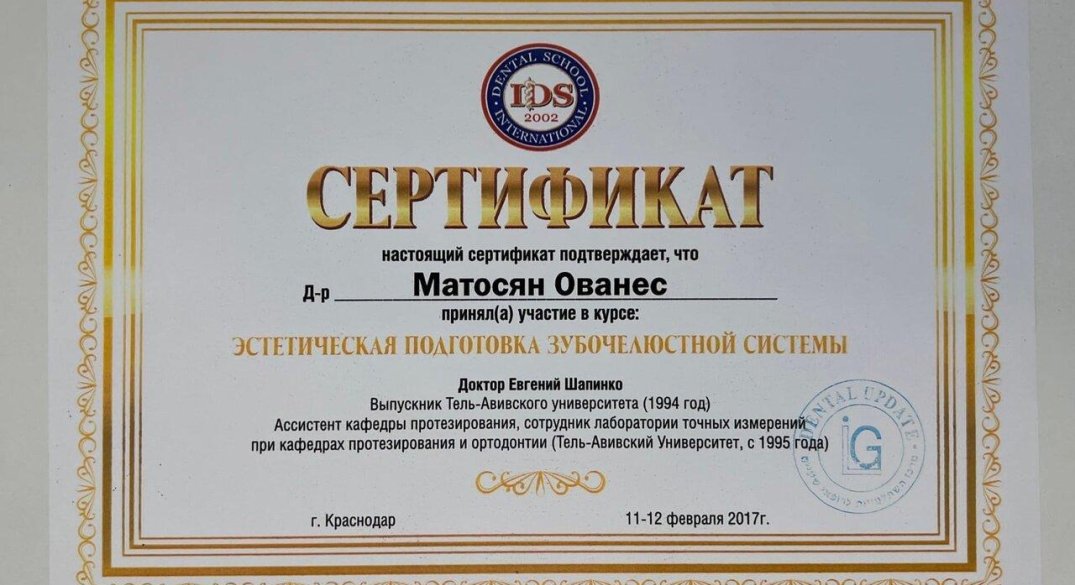 DENTAL SCHOOL
IDS
2002
INTERNATIONAL
СЕРТИФИКАТ
настоящий сертификат подтверждает, что
Д-р Матосян Ованес
принял(а) участие в курсе:
ЭСТЕТИЧЕСКАЯ ПОДГОТОВКА ЗУБОЧЕЛЮСТНОЙ СИСТЕМЫ
Доктор Евгений Шапинко
Выпускник Тель-Авивского университета (1994 год)
Ассистент кафедры протезирования, сотрудник лаборатории точных измерений
при кафедрах протезирования и ортодонтии (Тель-Авивский Университет, с 1995 года)
DENTAL UPDATE
iG
г. Краснодар 11-12 февраля 2017г.